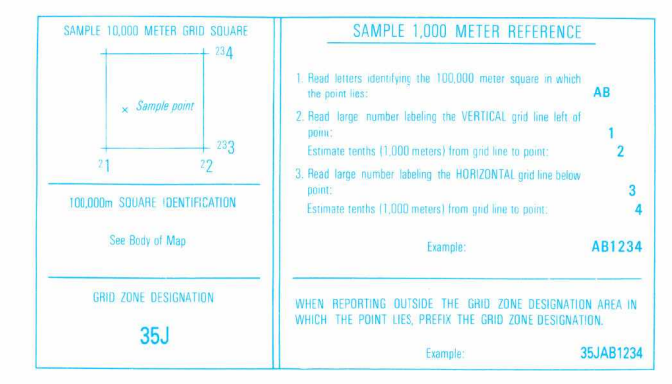 SAMPLE 10,000 METER GRID SQUARE
234
× Sample point
233
21
22
100,000m SQUARE IDENTIFICATION
See Body of Map
GRID ZONE DESIGNATION
35J
SAMPLE 1,000 METER REFERENCE
1. Read letters identifying the 100,000 meter square in which
the point lies: AB
2. Read large number labeling the VERTICAL grid line left of
point: 1
Estimate tenths (1,000 meters) from grid line to point: 2
3. Read large number labeling the HORIZONTAL grid line below
point: 3
Estimate tenths (1,000 meters) from grid line to point: 4
Example: AB1234
WHEN REPORTING OUTSIDE THE GRID ZONE DESIGNATION AREA IN
WHICH THE POINT LIES, PREFIX THE GRID ZONE DESIGNATION.
Example: 35JAB1234